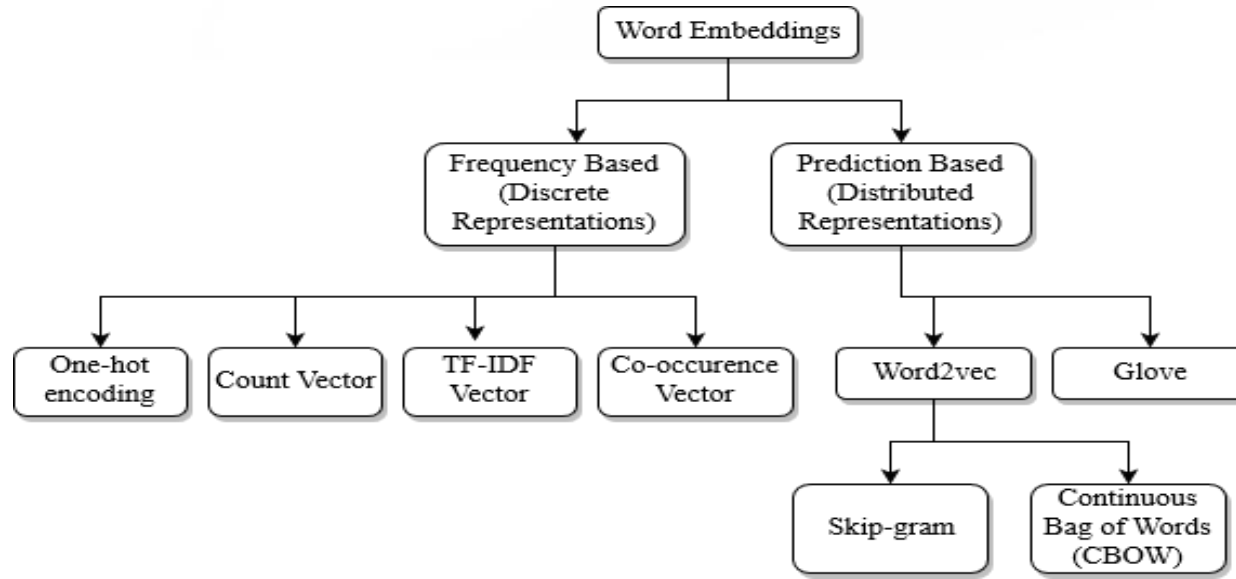 Word Embeddings
Frequency Based
(Discrete
Representations)
Prediction Based
(Distributed
Representations)
One-hot
encoding
Count Vector
TF-IDF
Vector
Co-occurence
Vector
Word2vec
Glove
Skip-gram
Continuous
Bag of Words
(CBOW)